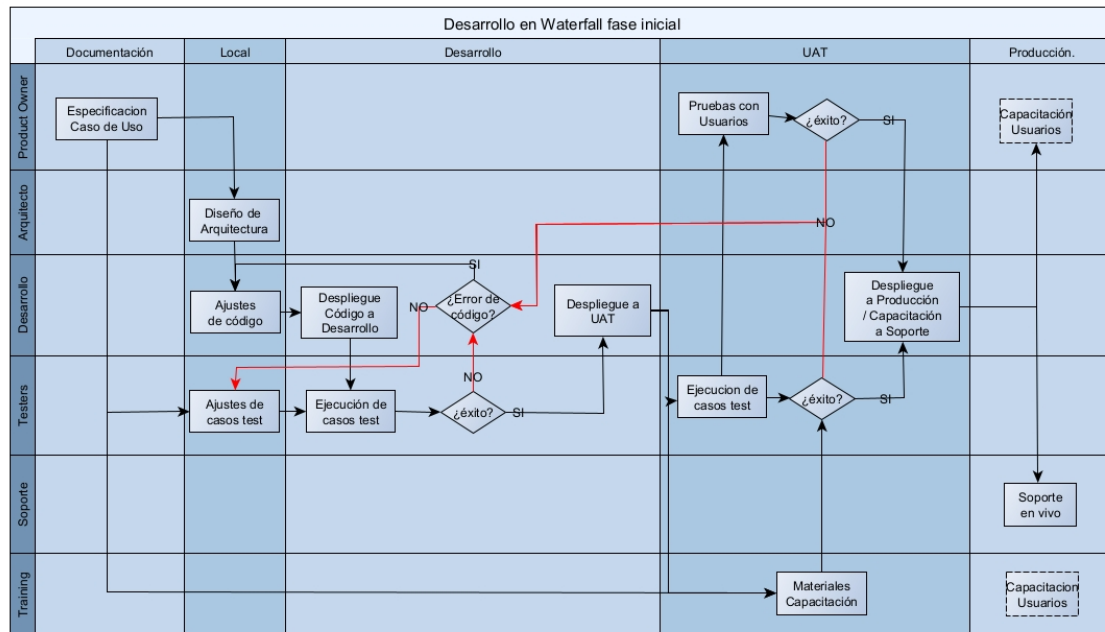 Desarrollo en Waterfall fase inicial
Documentación
Local
Desarrollo
UAT
Producción.
Product Owner
Especificacion
Caso de Uso
Pruebas con
Usuarios
¿éxito?
SI
Capacitación
Usuarios
Arquitecto
Diseño de
Arquitectura
NO
Desarrollo
SI
Ajustes
de código
Despliegue
Código a
Desarrollo
NO
¿Error de
código?
Despliegue a
UAT
Despliegue
a Producción
/ Capacitación
a Soporte
Testers
NO
Ajustes de
casos test
Ejecución de
casos test
¿éxito?
SI
Ejecucion de
casos test
¿éxito?
SI
Soporte
Soporte
en vivo
Training
Materiales
Capacitación
Capacitacion
Usuarios